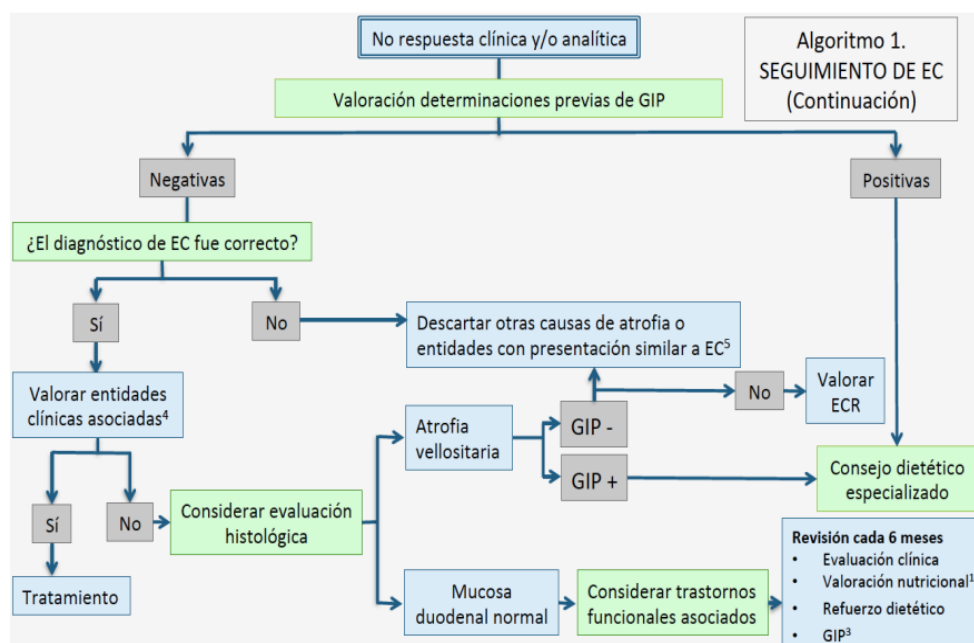 No respuesta clínica y/o analítica
Algoritmo 1.
SEGUIMIENTO DE EC
(Continuación)
Valoración determinaciones previas de GIP
Negativas
Positivas
¿El diagnóstico de EC fue correcto?
Sí
No
Descartar otras causas de atrofia o
entidades con presentación similar a EC⁵
Valorar entidades
clínicas asociadas⁴
Atrofia
vellositaria
GIP -
GIP +
No
Valorar
ECR
Consejo dietético
especializado
Sí
No
Considerar evaluación
histológica
Tratamiento
Mucosa
duodenal normal
Considerar trastornos
funcionales asociados
Revisión cada 6 meses
• Evaluación clínica
• Valoración nutricional¹
• Refuerzo dietético
• GIP³